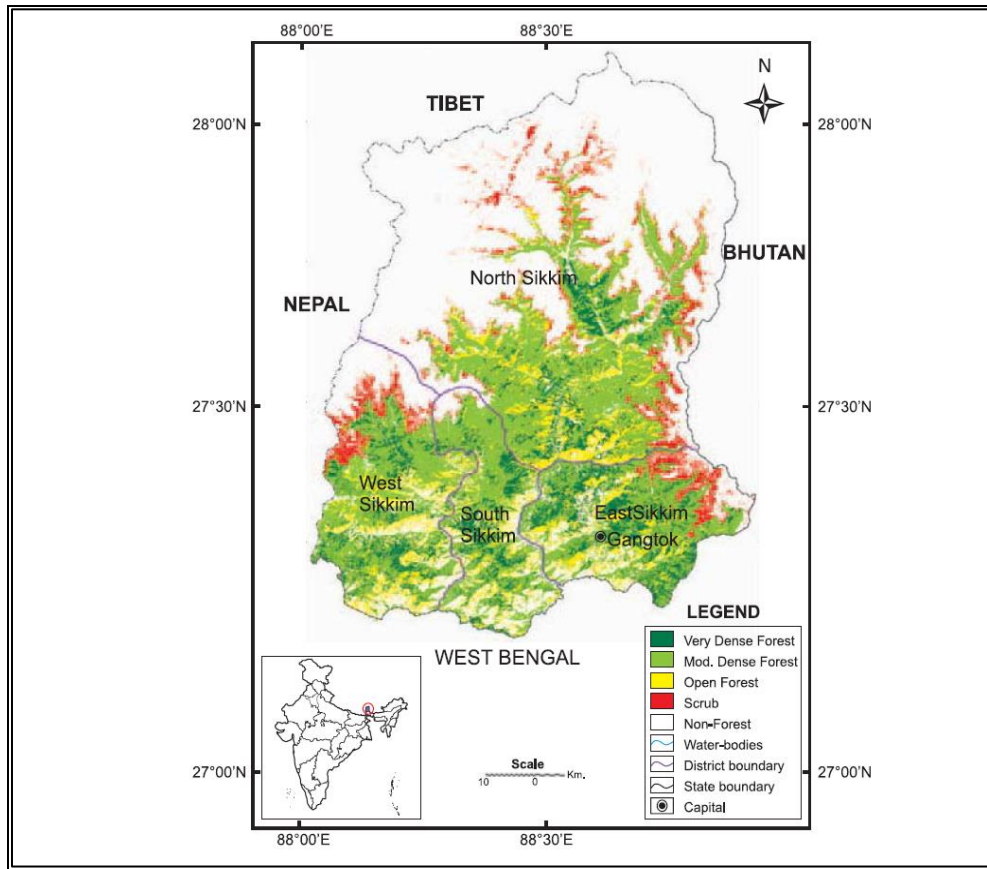 88°00'E 88°30'E
N
TIBET
28°00'N 28°00'N
BHUTAN
North Sikkim
NEPAL
27°30'N 27°30'N
West
Sikkim
South
Sikkim
EastSikkim
Gangtok
LEGEND
Very Dense Forest
Mod. Dense Forest
Open Forest
Scrub
Non-Forest
Water-bodies
District boundary
State boundary
Capital
WEST BENGAL
Scale
10 0 Km.
27°00'N 27°00'N
88°00'E 88°30'E